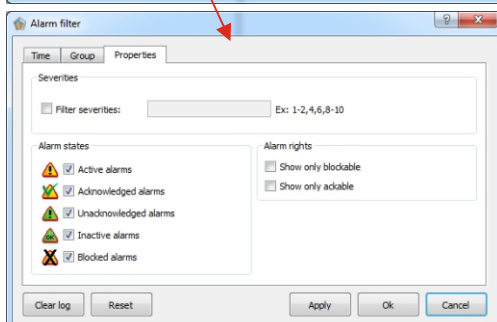 Alarm filter
Time Group Properties
Severities
Filter severities: Ex: 1-2,4,6,8-10
Alarm states Alarm rights
Active alarms Show only blockable
Acknowledged alarms Show only ackable
Unacknowledged alarms
OK Inactive alarms
Blocked alarms
Clear log Reset Apply Ok Cancel